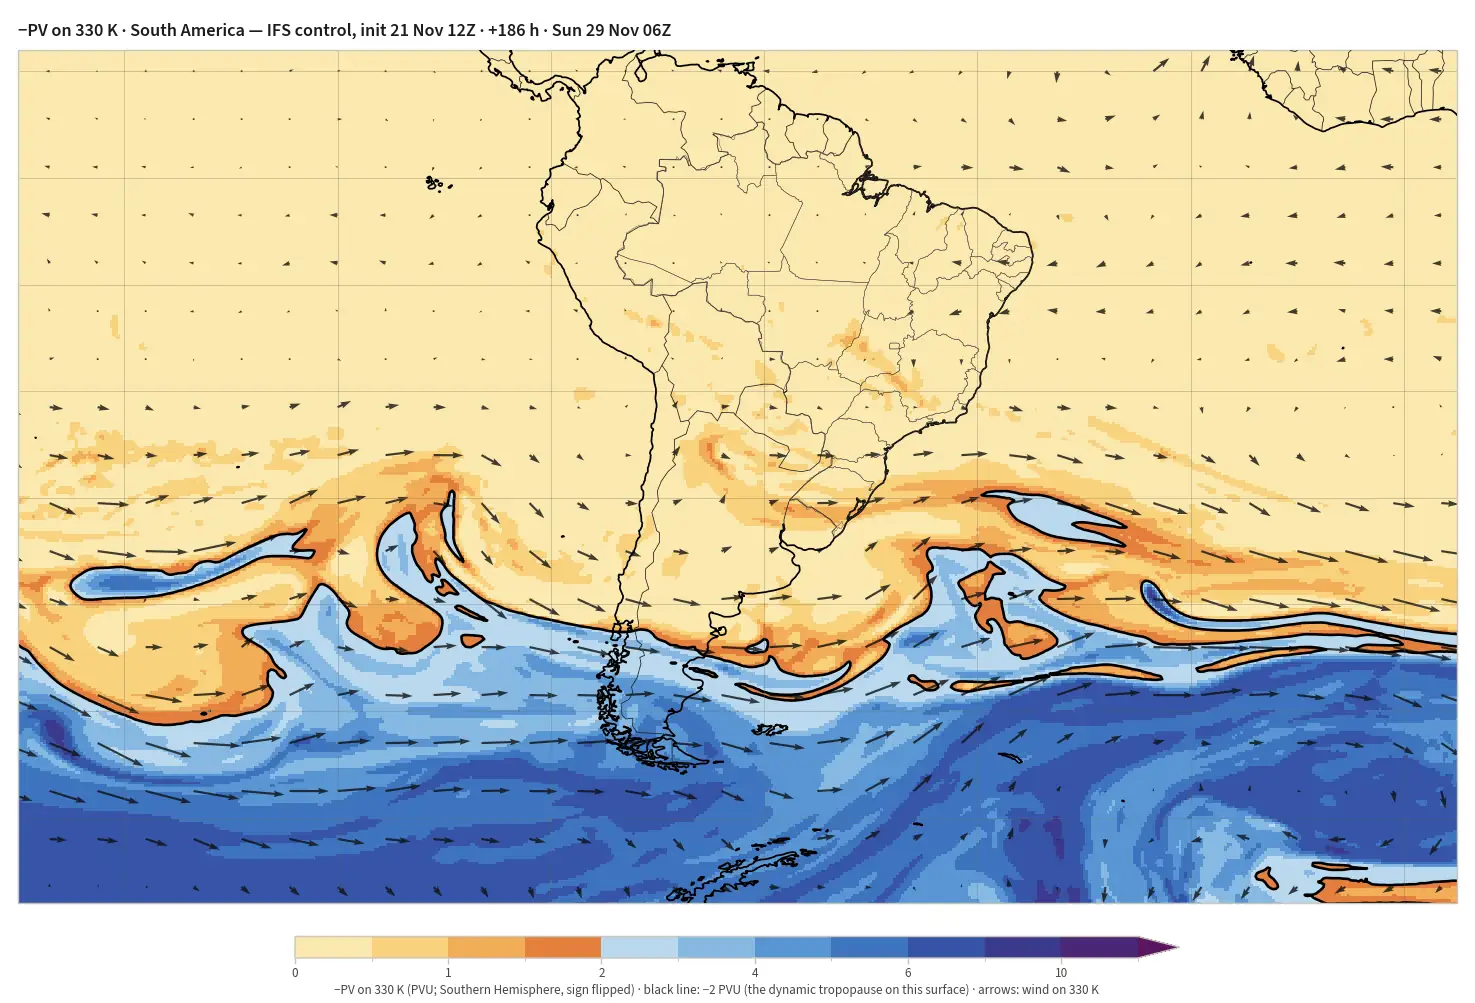 −PV on 330 K · South America — IFS control, init 21 Nov 12Z · +186 h · Sun 29 Nov 06Z
0 1 2 4 6 10
−PV on 330 K (PVU; Southern Hemisphere, sign flipped) · black line: −2 PVU (the dynamic tropopause on this surface) · arrows: wind on 330 K